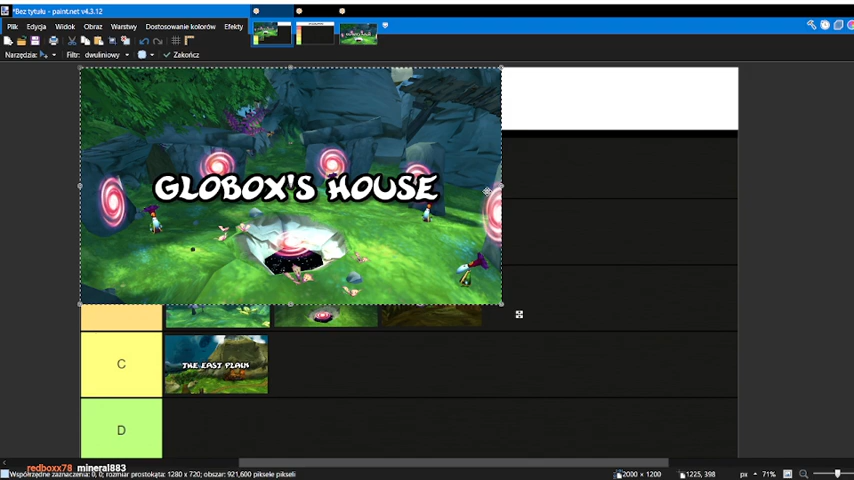 *Bez tytułu - paint.net v4.3.12
Plik Edycja Widok Obraz Warstwy Dostosowanie kolorów Efekty
Narzędzia: Filtr: dwuliniowy Zakończ
GLOBOX'S HOUSE
C THE EAST PLAIN
D
redboxx78 mineral883
Współrzędne zaznaczenia: 0, 0; rozmiar prostokąta: 1280 x 720; obszar: 921,600 piksele pikseli 2000 × 1200 1225, 398 px 71%